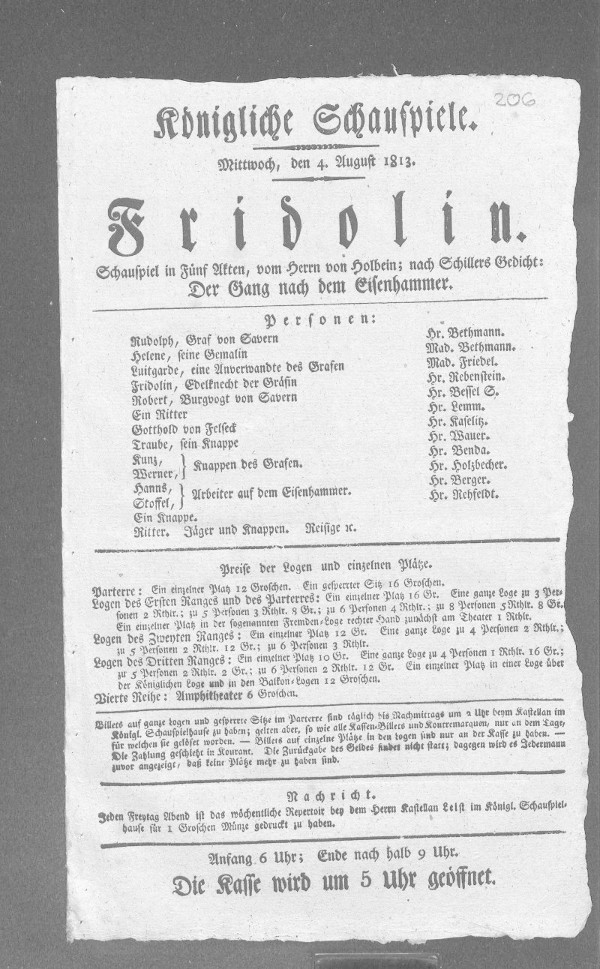 206
Königliche Schauspiele.
Mittwoch, den 4. August 1813.
Fridolin.
Schauspiel in Fünf Akten, vom Herrn von Holbein; nach Schillers Gedicht:
Der Gang nach dem Eisenhammer.
Personen:
Rudolph, Graf von Savern Hr. Bethmann.
Helene, seine Gemalin Mad. Bethmann.
Luitgarde, eine Anverwandte des Grafen Mad. Friedel.
Fridolin, Edelknecht der Gräfin Hr. Rebenstein.
Robert, Burgvogt von Savern Hr. Bessel S.
Ein Ritter Hr. Lemm.
Gotthold von Felseck Hr. Kaselitz.
Traube, sein Knappe Hr. Wauer.
Kunz, Hr. Benda.
Werner, } Knappen des Grafen. Hr. Holzbecher.
Hanns, Hr. Berger.
Stoffel, } Arbeiter auf dem Eisenhammer. Hr. Rehfeldt.
Ein Knappe.
Ritter. Jäger und Knappen. Reisige ꝛc.
Preise der Logen und einzelnen Plätze.
Parterre: Ein einzelner Platz 12 Groschen. Ein gesperrter Sitz 16 Groschen.
Logen des Ersten Ranges und des Parterres: Ein einzelner Platz 16 Gr. Eine ganze Loge zu 3 Per-
sonen 2 Rthlr.; zu 5 Personen 3 Rthlr. 8 Gr.; zu 6 Personen 4 Rthlr.; zu 8 Personen 5 Rthlr. 8 Gr.
Ein einzelner Platz in der sogenannten Fremden-Loge rechter Hand zunächst am Theater 1 Rthlr.
Logen des Zweyten Ranges: Ein einzelner Platz 12 Gr. Eine ganze Loge zu 4 Personen 2 Rthlr.;
zu 5 Personen 2 Rthlr. 12 Gr.; zu 6 Personen 3 Rthlr.
Logen des Dritten Ranges: Ein einzelner Platz 10 Gr. Eine ganze Loge zu 4 Personen 1 Rthlr. 16 Gr.;
zu 5 Personen 2 Rthlr. 2 Gr.; zu 6 Personen 2 Rthlr. 12 Gr. Ein einzelner Platz in einer Loge über
der Königlichen Loge und in den Balkon-Logen 12 Groschen.
Vierte Reihe: Amphitheater 6 Groschen.
Billets auf ganze Logen und gesperrte Sitze im Parterre sind täglich bis Nachmittags um 2 Uhr beym Kastellan im
Königl. Schauspielhause zu haben; gelten aber, so wie alle Kassen-Billets und Kontremarquen, nur an dem Tage,
für welchen sie gelöset worden. — Billets auf einzelne Plätze in den Logen sind nur an der Kasse zu haben. —
Die Zahlung geschieht in Kourant. Die Zurückgabe des Geldes findet nicht statt; dagegen wird es Jedermann
zuvor angezeigt, daß keine Plätze mehr zu haben sind.
Nachricht.
Jeden Freytag Abend ist das wöchentliche Repertoir bey dem Herrn Kastellan Leist im Königl. Schauspiel-
hause für 1 Groschen Münze gedruckt zu haben.
Anfang 6 Uhr; Ende nach halb 9 Uhr.
Die Kasse wird um 5 Uhr geöffnet.